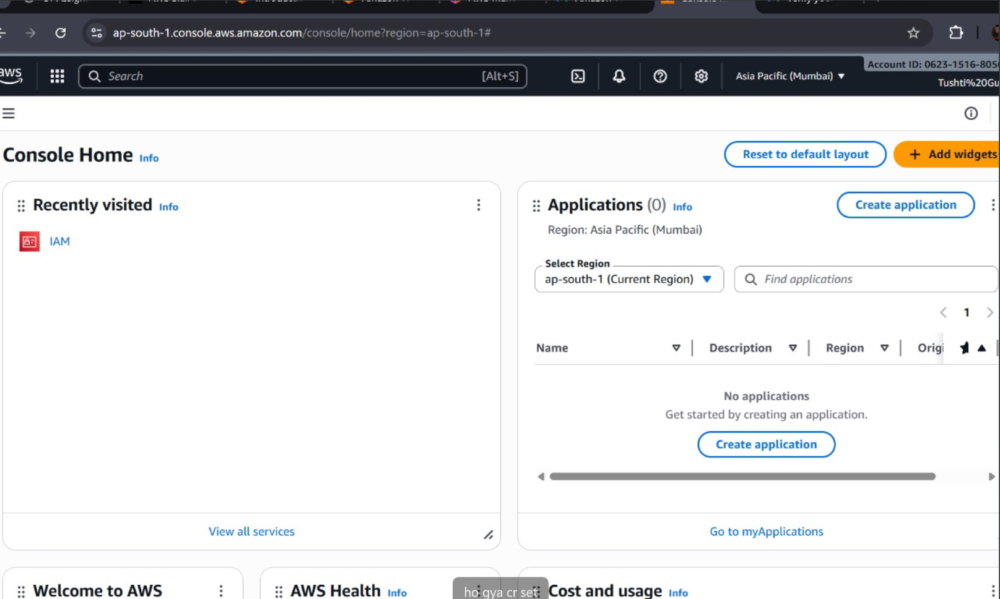 ap-south-1.console.aws.amazon.com/console/home?region=ap-south-1#
aws
Search
[Alt+S]
Asia Pacific (Mumbai)
Account ID: 0623-1516-805
Tushti%20Gu
Console Home Info
Reset to default layout
+ Add widgets
Recently visited Info
IAM
View all services
Applications (0) Info
Create application
Region: Asia Pacific (Mumbai)
Select Region
ap-south-1 (Current Region)
Find applications
1
Name
Description
Region
Origi
No applications
Get started by creating an application.
Create application
Go to myApplications
Welcome to AWS
AWS Health Info
Cost and usage Info
ho gya cr set